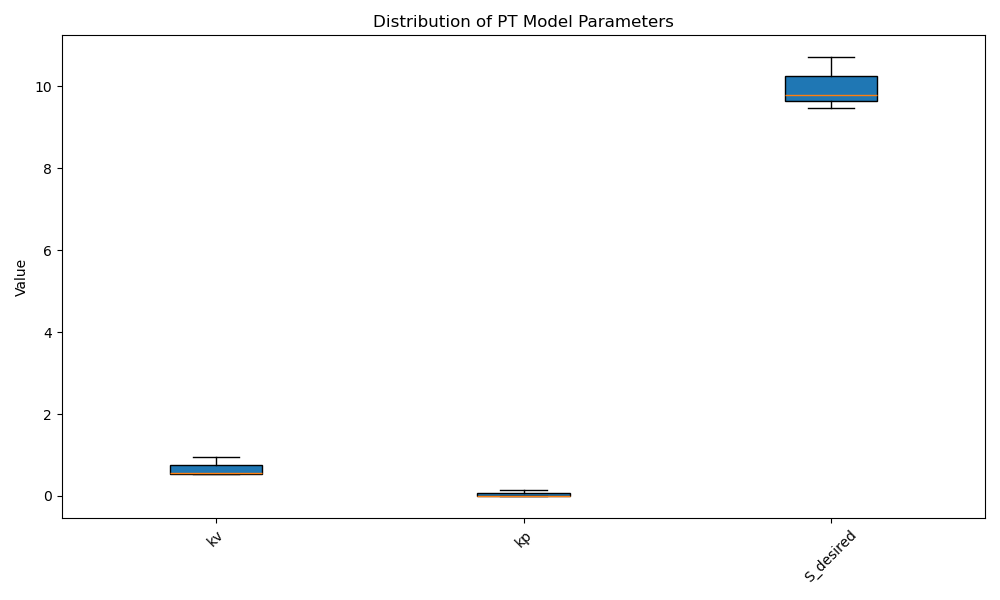 Distribution of PT Model Parameters
Value
10
8
6
4
2
0
kv
kp
S_desired